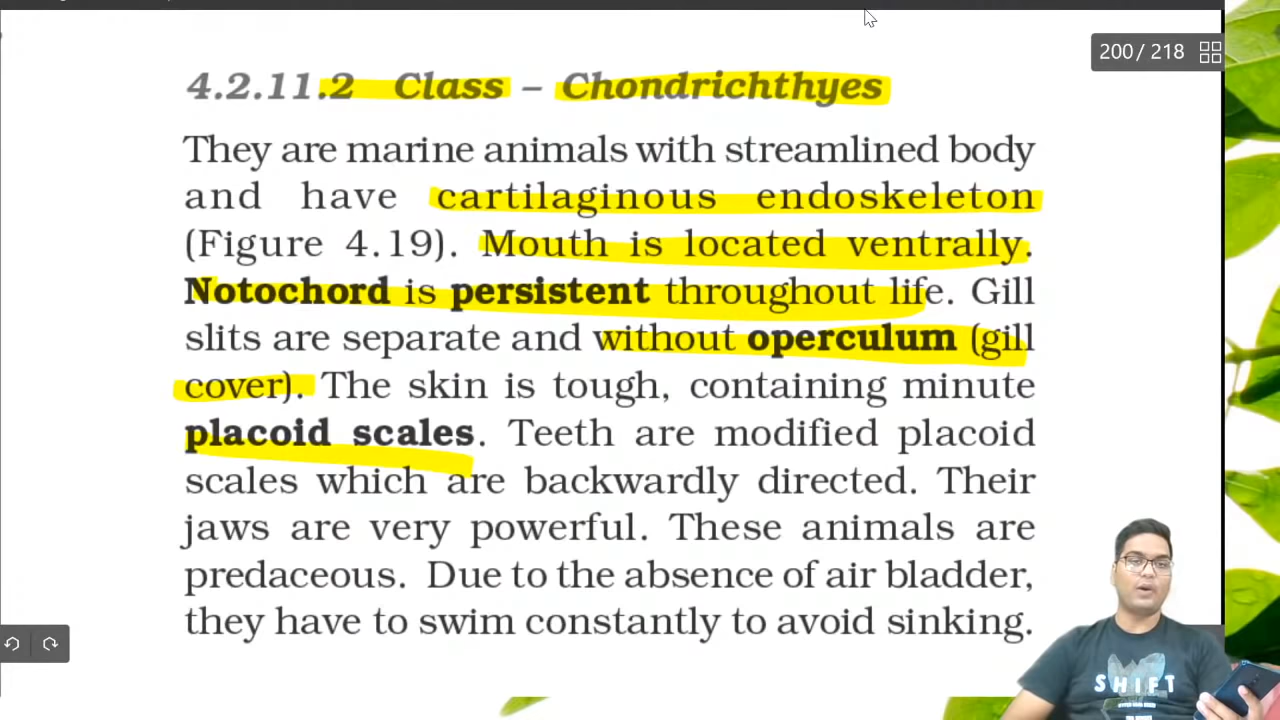 200 / 218
4.2.11.2 Class – Chondrichthyes
They are marine animals with streamlined body
and have cartilaginous endoskeleton
(Figure 4.19). Mouth is located ventrally.
Notochord is persistent throughout life. Gill
slits are separate and without operculum (gill
cover). The skin is tough, containing minute
placoid scales. Teeth are modified placoid
scales which are backwardly directed. Their
jaws are very powerful. These animals are
predaceous. Due to the absence of air bladder,
they have to swim constantly to avoid sinking.
SHIFT